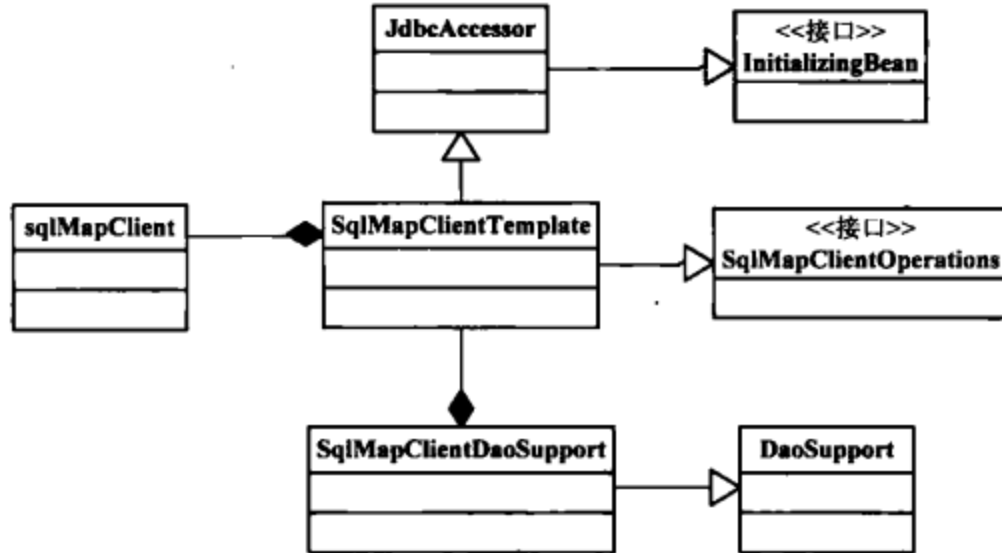 JdbcAccessor
<<接口>>
InitializingBean
sqlMapClient
SqlMapClientTemplate
<<接口>>
SqlMapClientOperations
SqlMapClientDaoSupport
DaoSupport